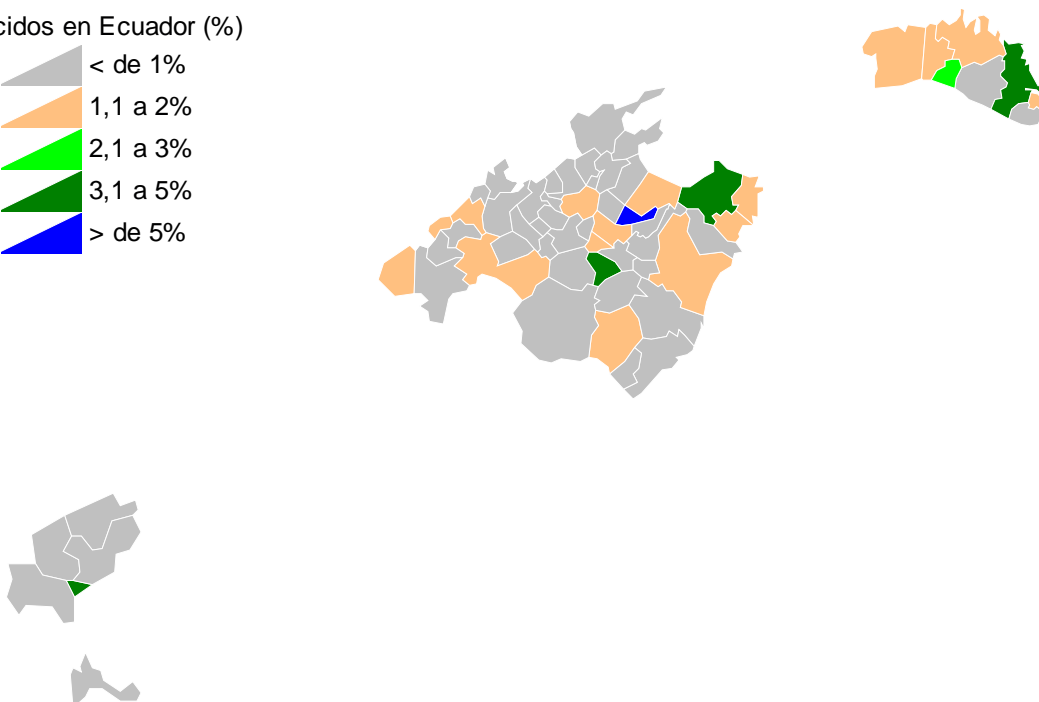 cidos en Ecuador (%)
< de 1%
1,1 a 2%
2,1 a 3%
3,1 a 5%
> de 5%